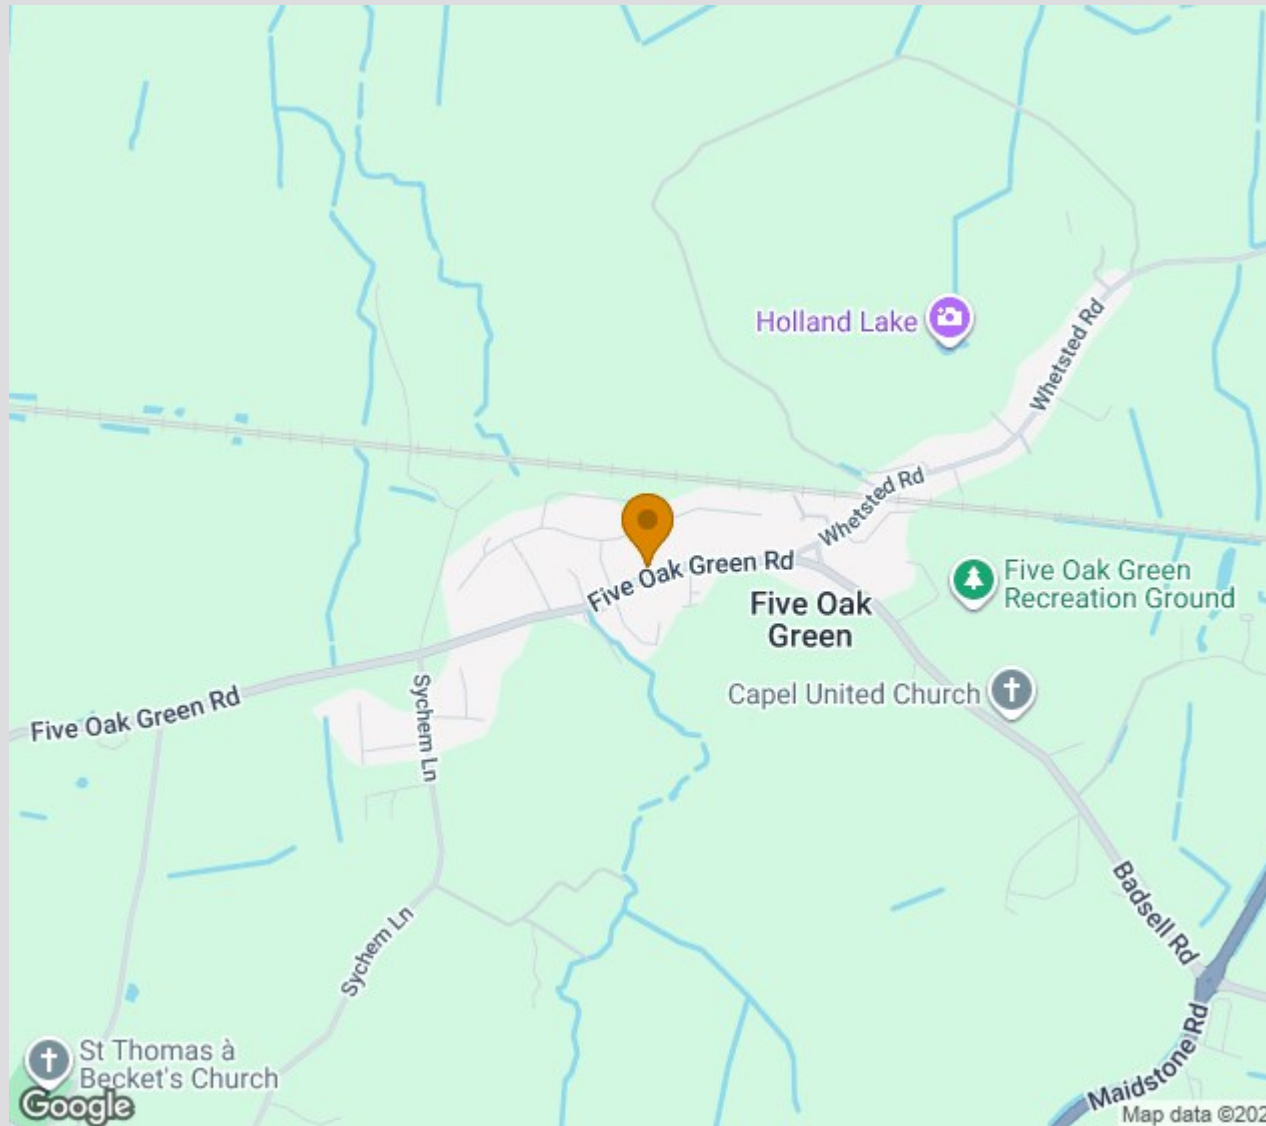 Holland Lake
Whetsted Rd
Whetsted Rd
Five Oak Green Rd
Five Oak Green
Recreation Ground
Five Oak
Green
Capel United Church
Five Oak Green Rd
Sychem Ln
Badsell Rd
Sychem Ln
St Thomas à
Becket's Church
Maidstone Rd
Google
Map data ©202